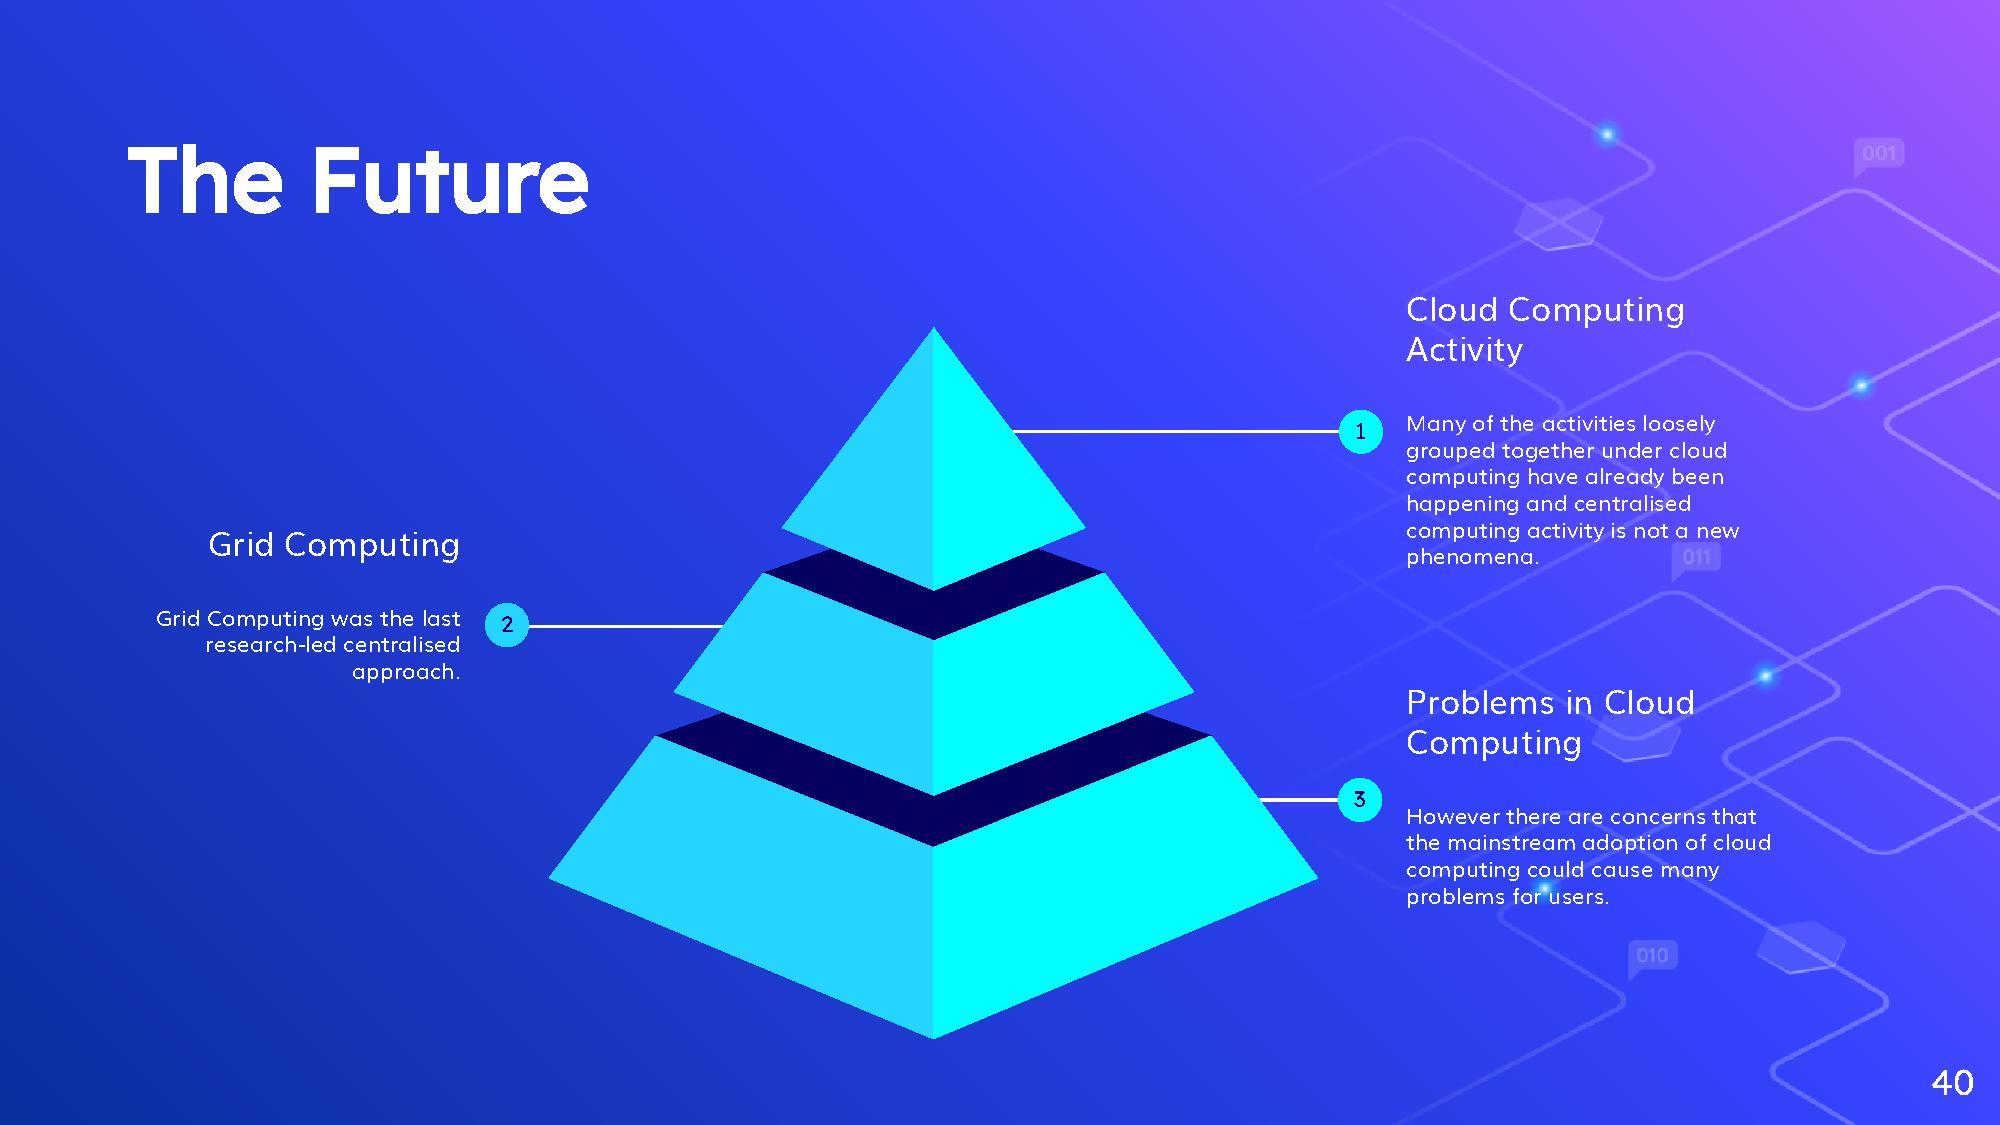 The Future
Cloud Computing
Activity
1
Many of the activities loosely
grouped together under cloud
computing have already been
happening and centralised
computing activity is not a new
phenomena.
Grid Computing
2
Grid Computing was the last
research-led centralised
approach.
Problems in Cloud
Computing
3
However there are concerns that
the mainstream adoption of cloud
computing could cause many
problems for users.
001
011
010
40